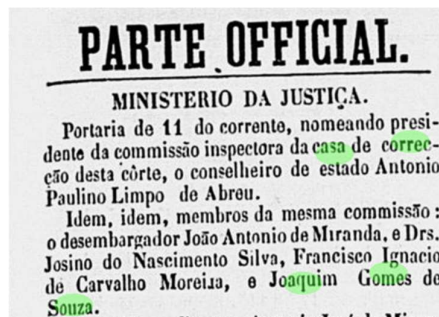 PARTE OFFICIAL.
MINISTERIO DA JUSTIÇA.
Portaria de 11 do corrente, nomeando presi-
dente da commissão inspectora da casa de correc-
ção desta côrte, o conselheiro de estado Antonio
Paulino Limpo de Abreu.
Idem, idem, membros da mesma commissão:
o desembargador João Antonio de Miranda, e Drs.
Josino do Nascimento Silva, Francisco Ignacio
de Carvalho Moreira, e Joaquim Gomes de
Souza.